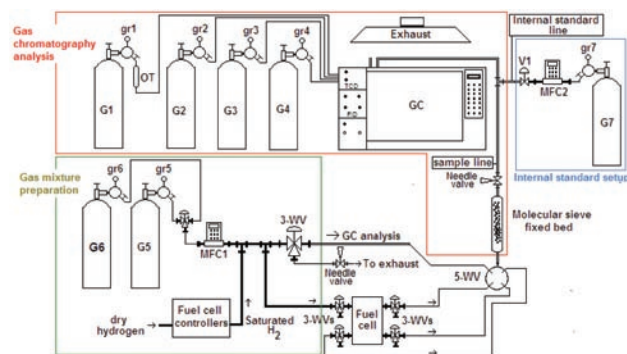 Gas
chromatography
analysis
gr1
gr2
gr3
gr4
OT
G1
G2
G3
G4
Exhaust
TCD
FID
GC
Internal standard
line
gr7
V1
MFC2
G7
Internal standard setup
sample line
Needle
valve
Molecular sieve
fixed bed
Gas mixture
preparation
gr6
gr5
G6
G5
MFC1
3-WV
GC analysis
Needle
valve
To exhaust
5-WV
dry
hydrogen
Fuel cell
controllers
Saturated
H2
3-WVs
Fuel
cell
3-WVs